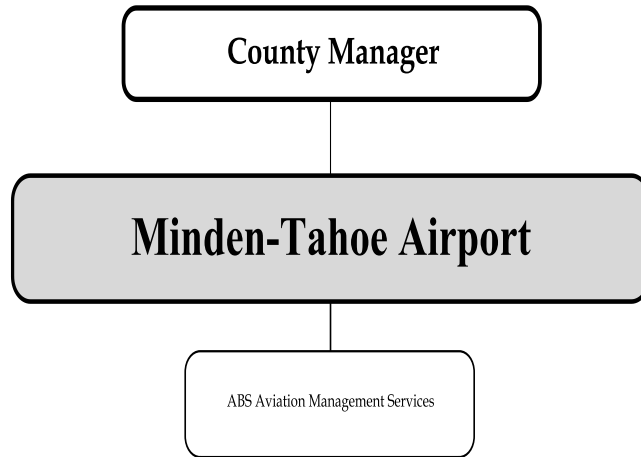 County Manager
Minden-Tahoe Airport
ABS Aviation Management Services